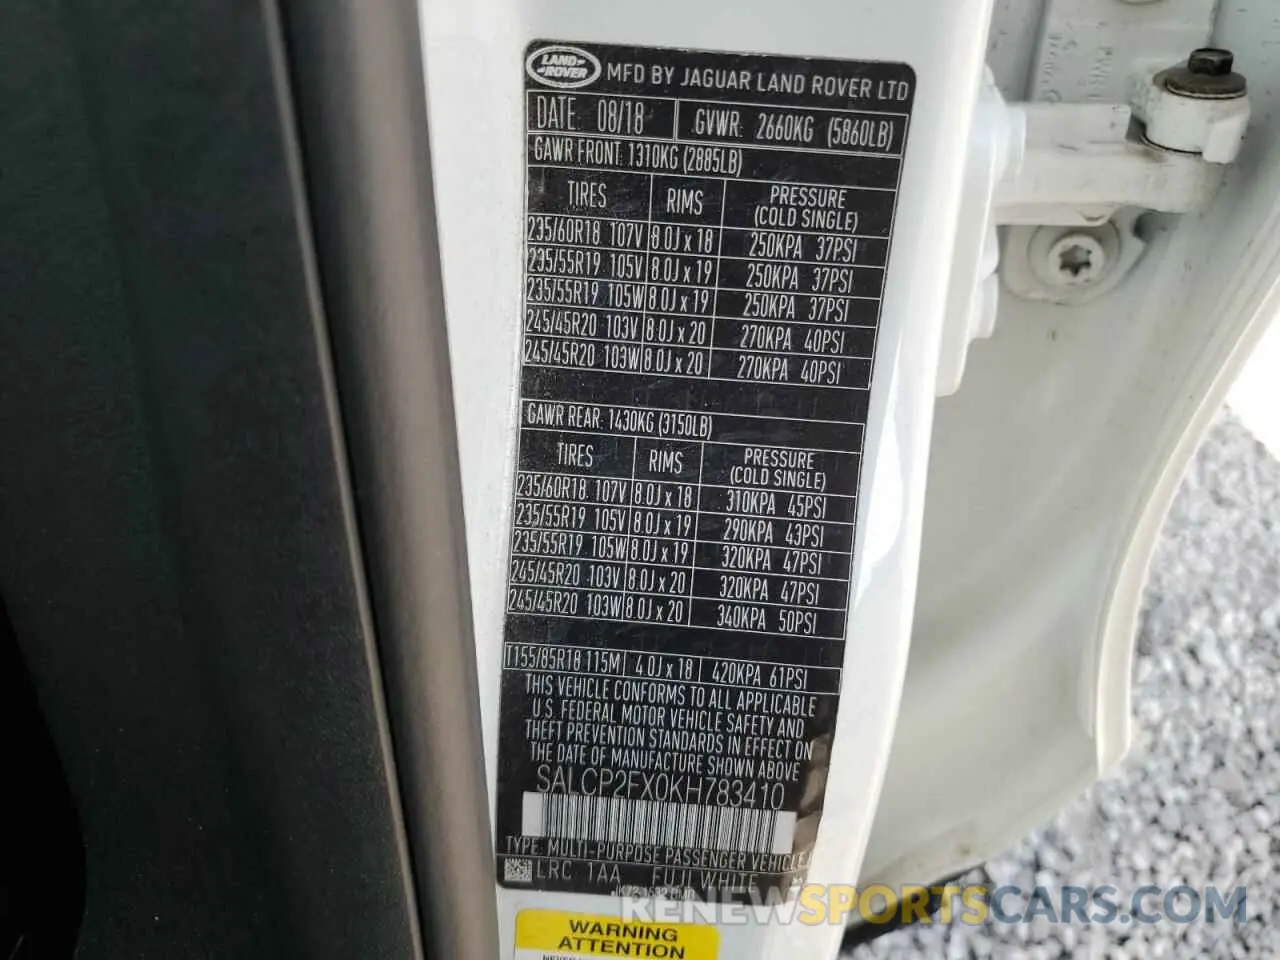 LAND ROVER
MFD BY JAGUAR LAND ROVER LTD
DATE: 08/18 GVWR: 2660KG (5860LB)
GAWR FRONT: 1310KG (2885LB)
TIRES RIMS PRESSURE (COLD SINGLE)
235/60R18 107V 8.0J x 18 250KPA 37PSI
235/55R19 105V 8.0J x 19 250KPA 37PSI
235/55R19 105W 8.0J x 19 250KPA 37PSI
245/45R20 103V 8.0J x 20 270KPA 40PSI
245/45R20 103W 8.0J x 20 270KPA 40PSI
GAWR REAR: 1430KG (3150LB)
TIRES RIMS PRESSURE (COLD SINGLE)
235/60R18 107V 8.0J x 18 310KPA 45PSI
235/55R19 105V 8.0J x 19 290KPA 43PSI
235/55R19 105W 8.0J x 19 320KPA 47PSI
245/45R20 103V 8.0J x 20 320KPA 47PSI
245/45R20 103W 8.0J x 20 340KPA 50PSI
T155/85R18 115M 4.0J x 18 420KPA 61PSI
THIS VEHICLE CONFORMS TO ALL APPLICABLE
U.S. FEDERAL MOTOR VEHICLE SAFETY AND
THEFT PREVENTION STANDARDS IN EFFECT ON
THE DATE OF MANUFACTURE SHOWN ABOVE
SALCP2FX0KH783410
TYPE: MULTI-PURPOSE PASSENGER VEHICLE
LRC 1AA FUJI WHITE
RENEWSPORTSCARS.COM
WARNING
ATTENTION